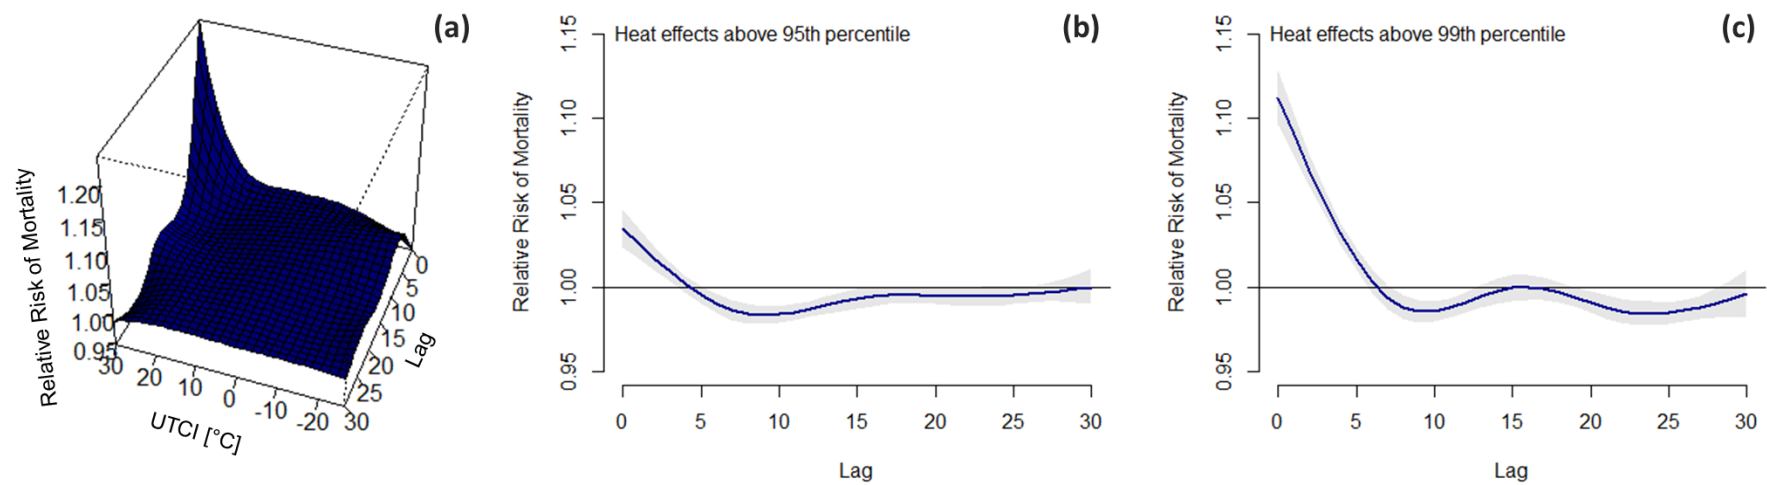 (a)
Relative Risk of Mortality
1.20
1.15
1.10
1.05
1.00
0.95
30
20
10
0
-10
-20
UTCI [°C]
0
5
10
15
20
25
30
Lag
Heat effects above 95th percentile
(b)
Relative Risk of Mortality
1.15
1.10
1.05
1.00
0.95
0 5 10 15 20 25 30
Lag
Heat effects above 99th percentile
(c)
Relative Risk of Mortality
1.15
1.10
1.05
1.00
0.95
0 5 10 15 20 25 30
Lag